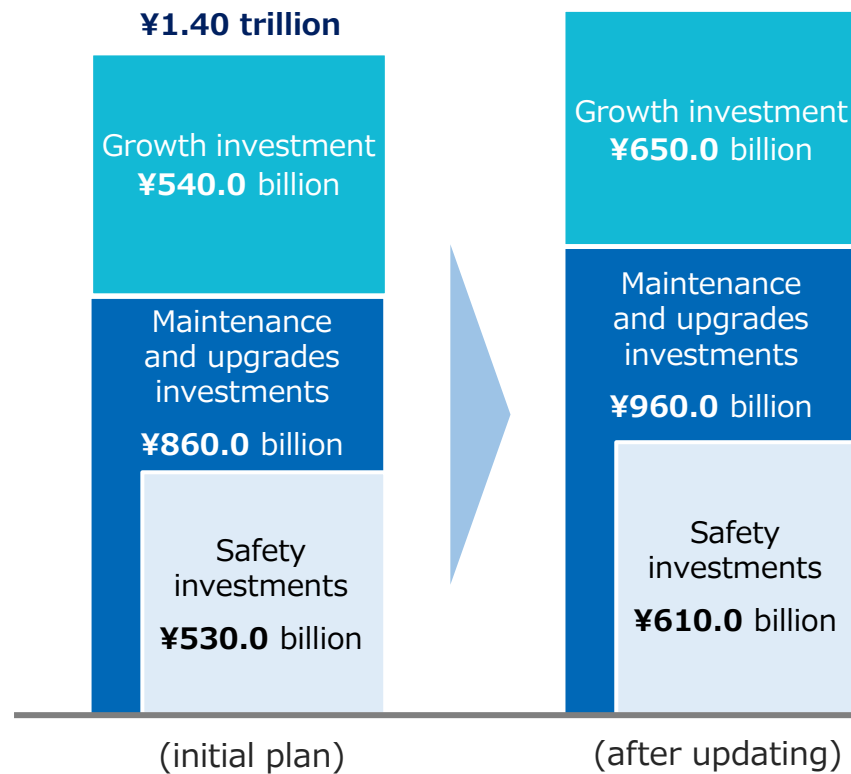 ¥1.40 trillion
Growth investment
¥540.0 billion
Maintenance
and upgrades
investments
¥860.0 billion
Safety
investments
¥530.0 billion
(initial plan)
Growth investment
¥650.0 billion
Maintenance
and upgrades
investments
¥960.0 billion
Safety
investments
¥610.0 billion
(after updating)